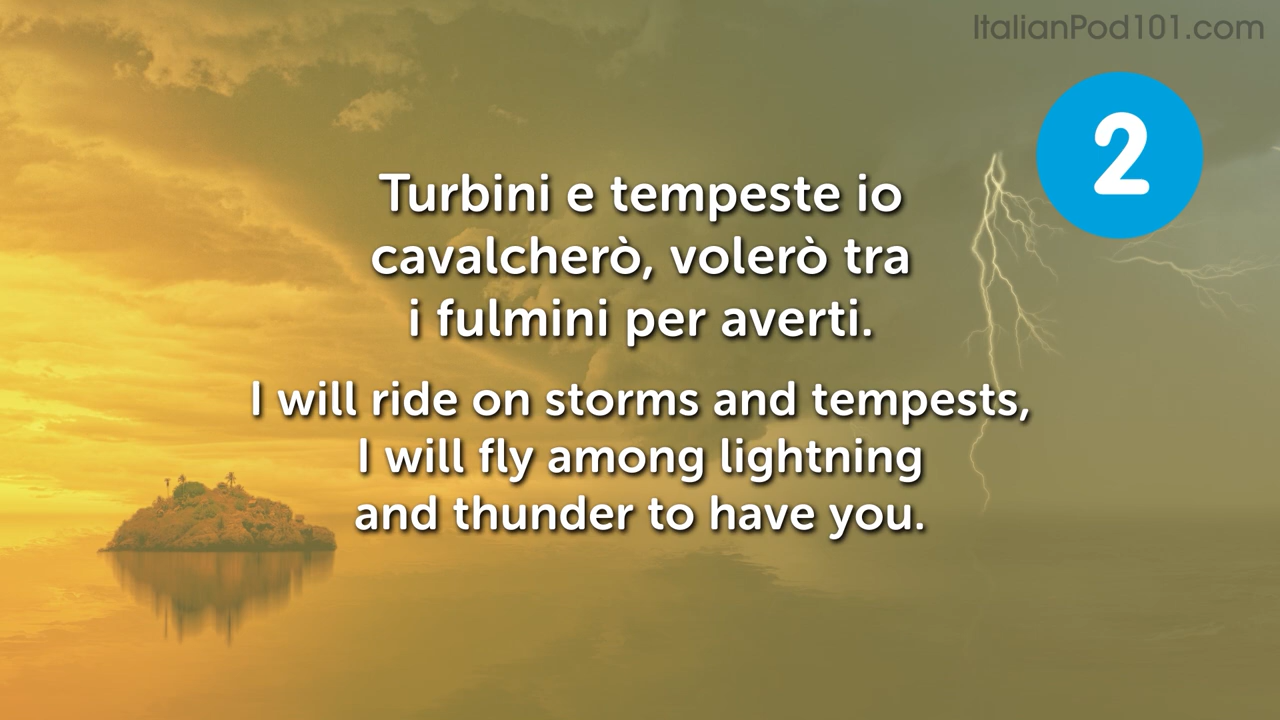 ItalianPod101.com
2
Turbini e tempeste io
cavalcherò, volerò tra
i fulmini per averti.
I will ride on storms and tempests,
I will fly among lightning
and thunder to have you.